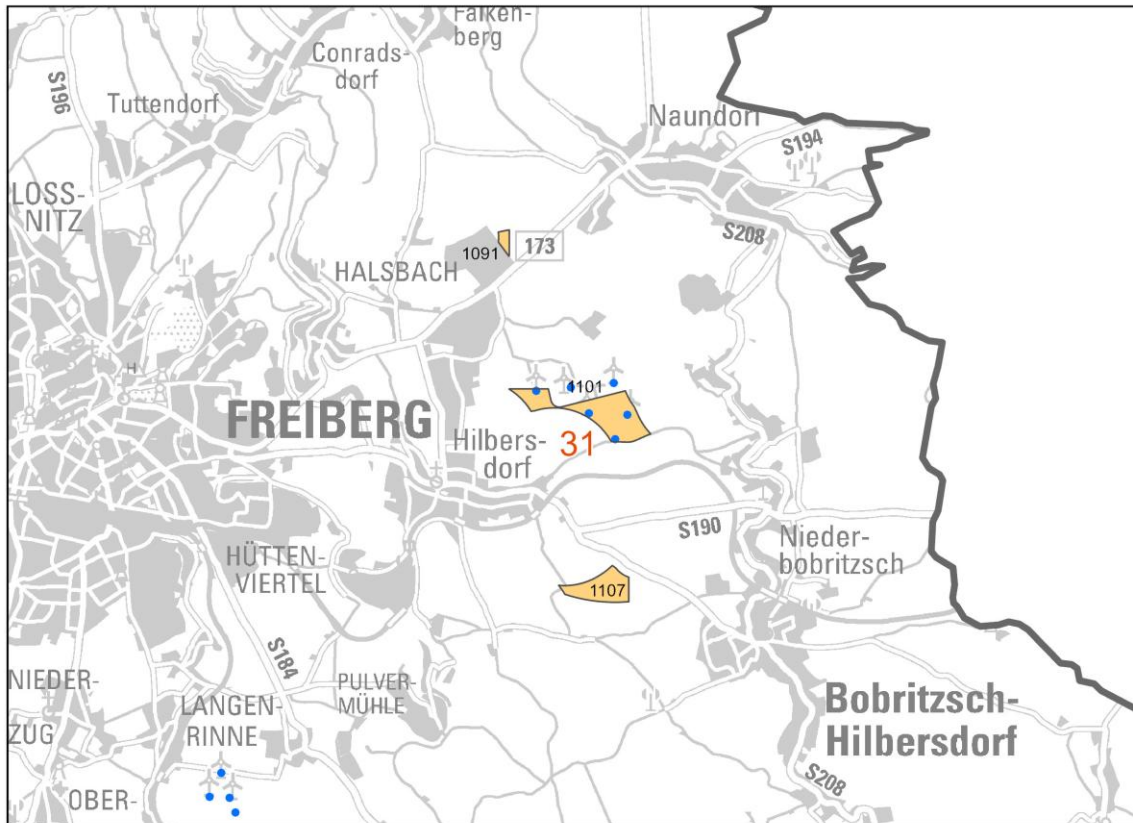 Falken-
berg
Conrads-
dorf
S196
Tuttendorf
Naundorf
S194
LOSS-
NITZ
S208
1091
173
HALSBACH
H
1101
FREIBERG
Hilbers-
dorf
31
S190
Nieder-
bobritzsch
HÜTTEN-
VIERTEL
1107
S184
NIEDER-
ZUG
PULVER-
MÜHLE
LANGEN-
RINNE
Bobritzsch-
Hilbersdorf
S208
OBER-